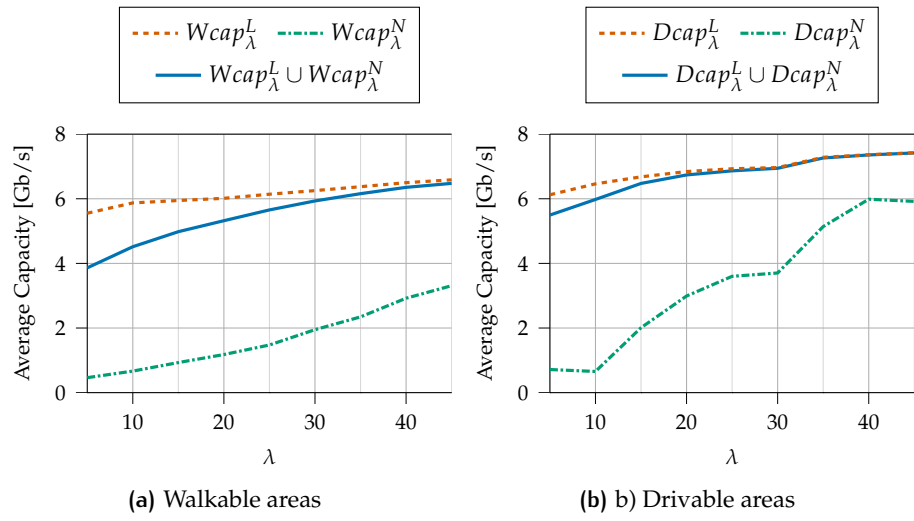 Wcap^L_λ Wcap^N_λ
Wcap^L_λ ∪ Wcap^N_λ
Average Capacity [Gb/s]
8
6
4
2
0
10 20 30 40
λ
(a) Walkable areas
Dcap^L_λ Dcap^N_λ
Dcap^L_λ ∪ Dcap^N_λ
Average Capacity [Gb/s]
8
6
4
2
0
10 20 30 40
λ
(b) b) Drivable areas